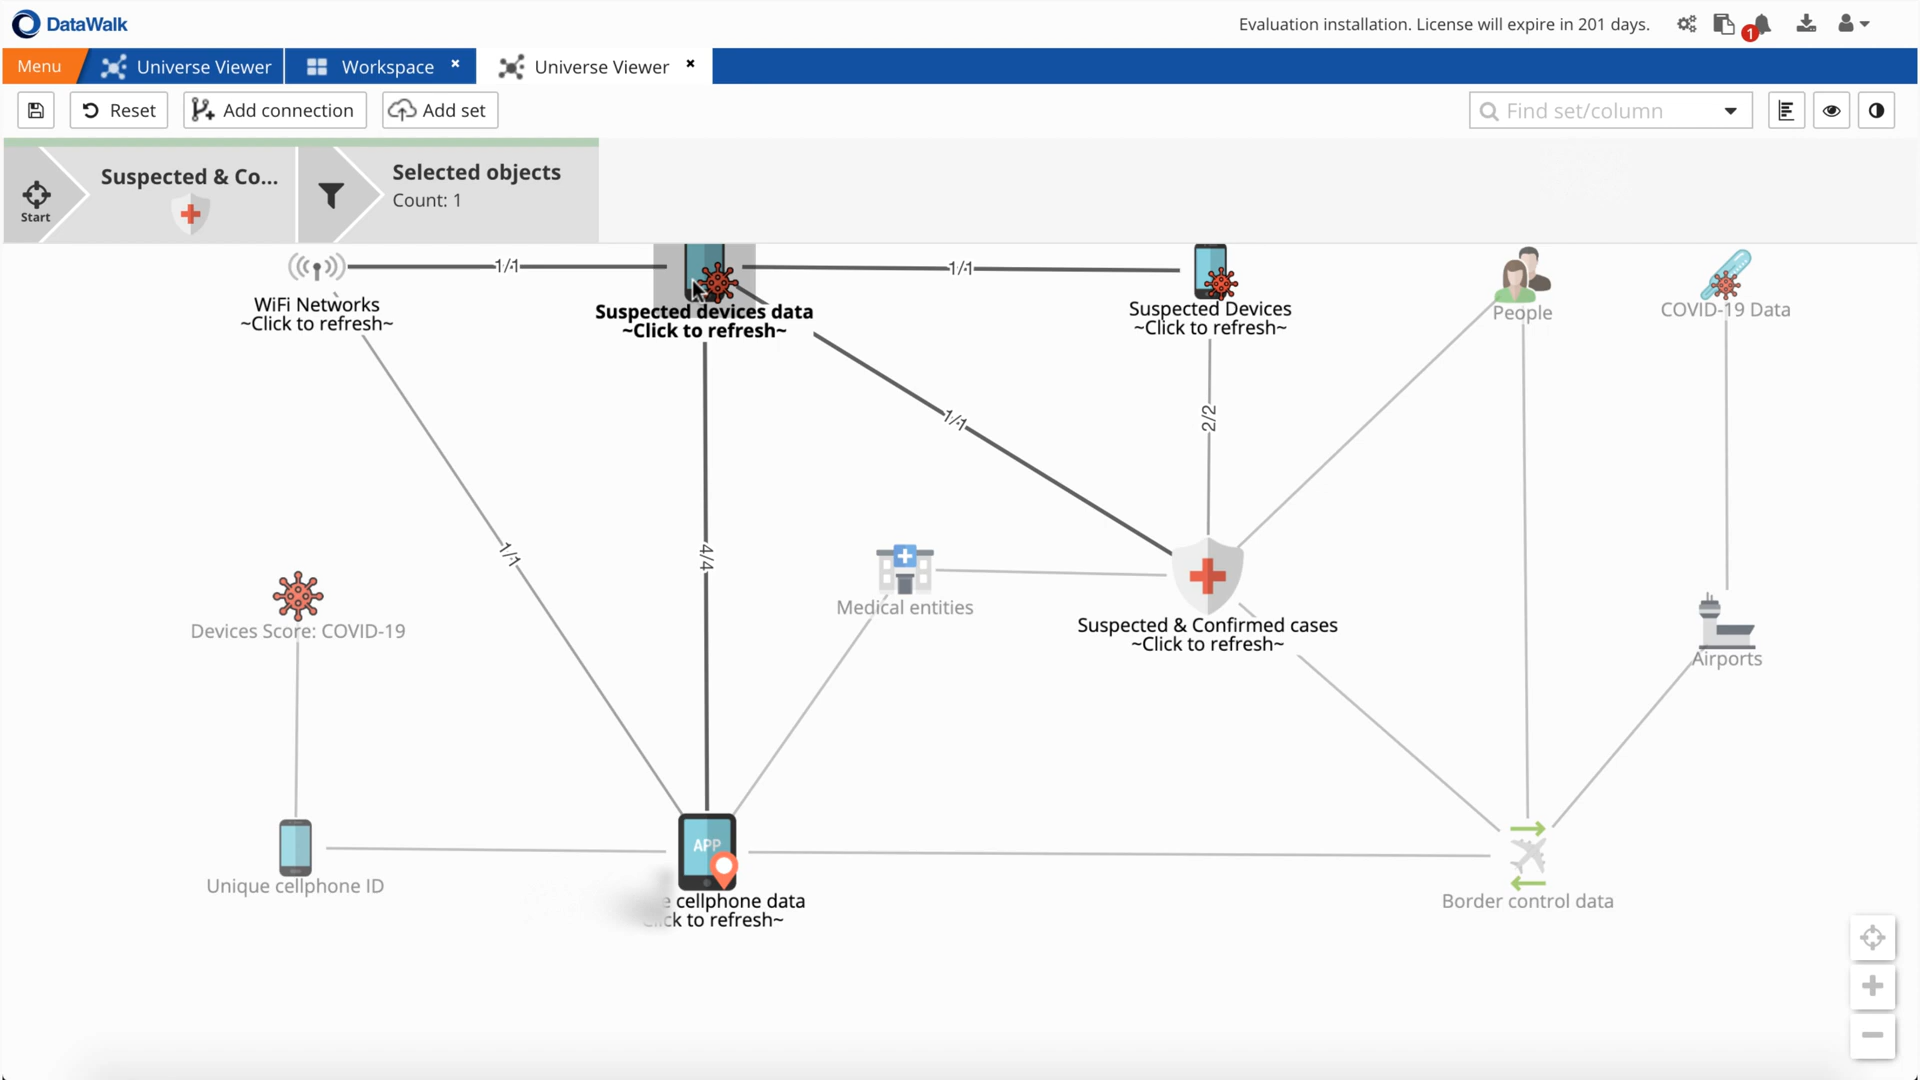 DataWalk
Evaluation installation. License will expire in 201 days.
1
Menu
Universe Viewer
Workspace
Universe Viewer
Reset
Add connection
Add set
Find set/column
Start
Suspected & Co...
Selected objects
Count: 1
1/1
1/1
WiFi Networks
~Click to refresh~
Suspected devices data
~Click to refresh~
Suspected Devices
~Click to refresh~
People
COVID-19 Data
1/1
2/2
1/1
4/4
Medical entities
Devices Score: COVID-19
Suspected & Confirmed cases
~Click to refresh~
Airports
APP
Unique cellphone ID
cellphone data
to refresh~
Border control data